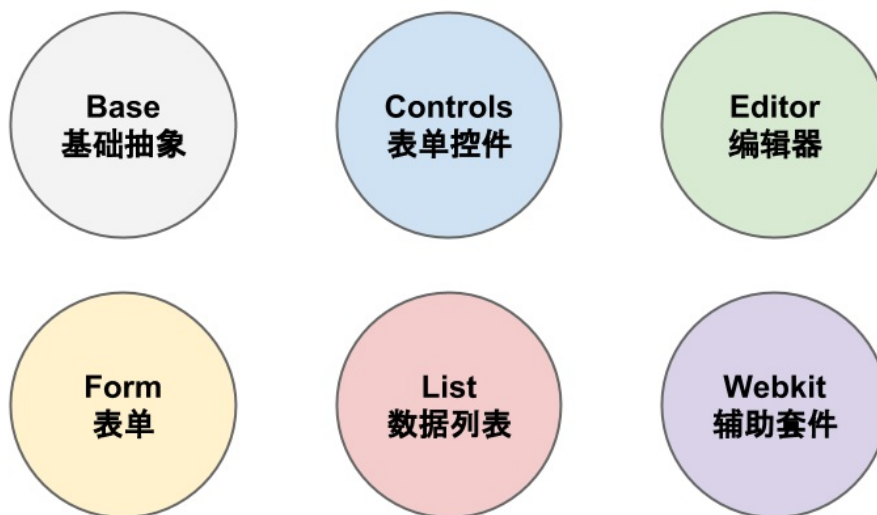 Base
基础抽象
Controls
表单控件
Editor
编辑器
Form
表单
List
数据列表
Webkit
辅助套件